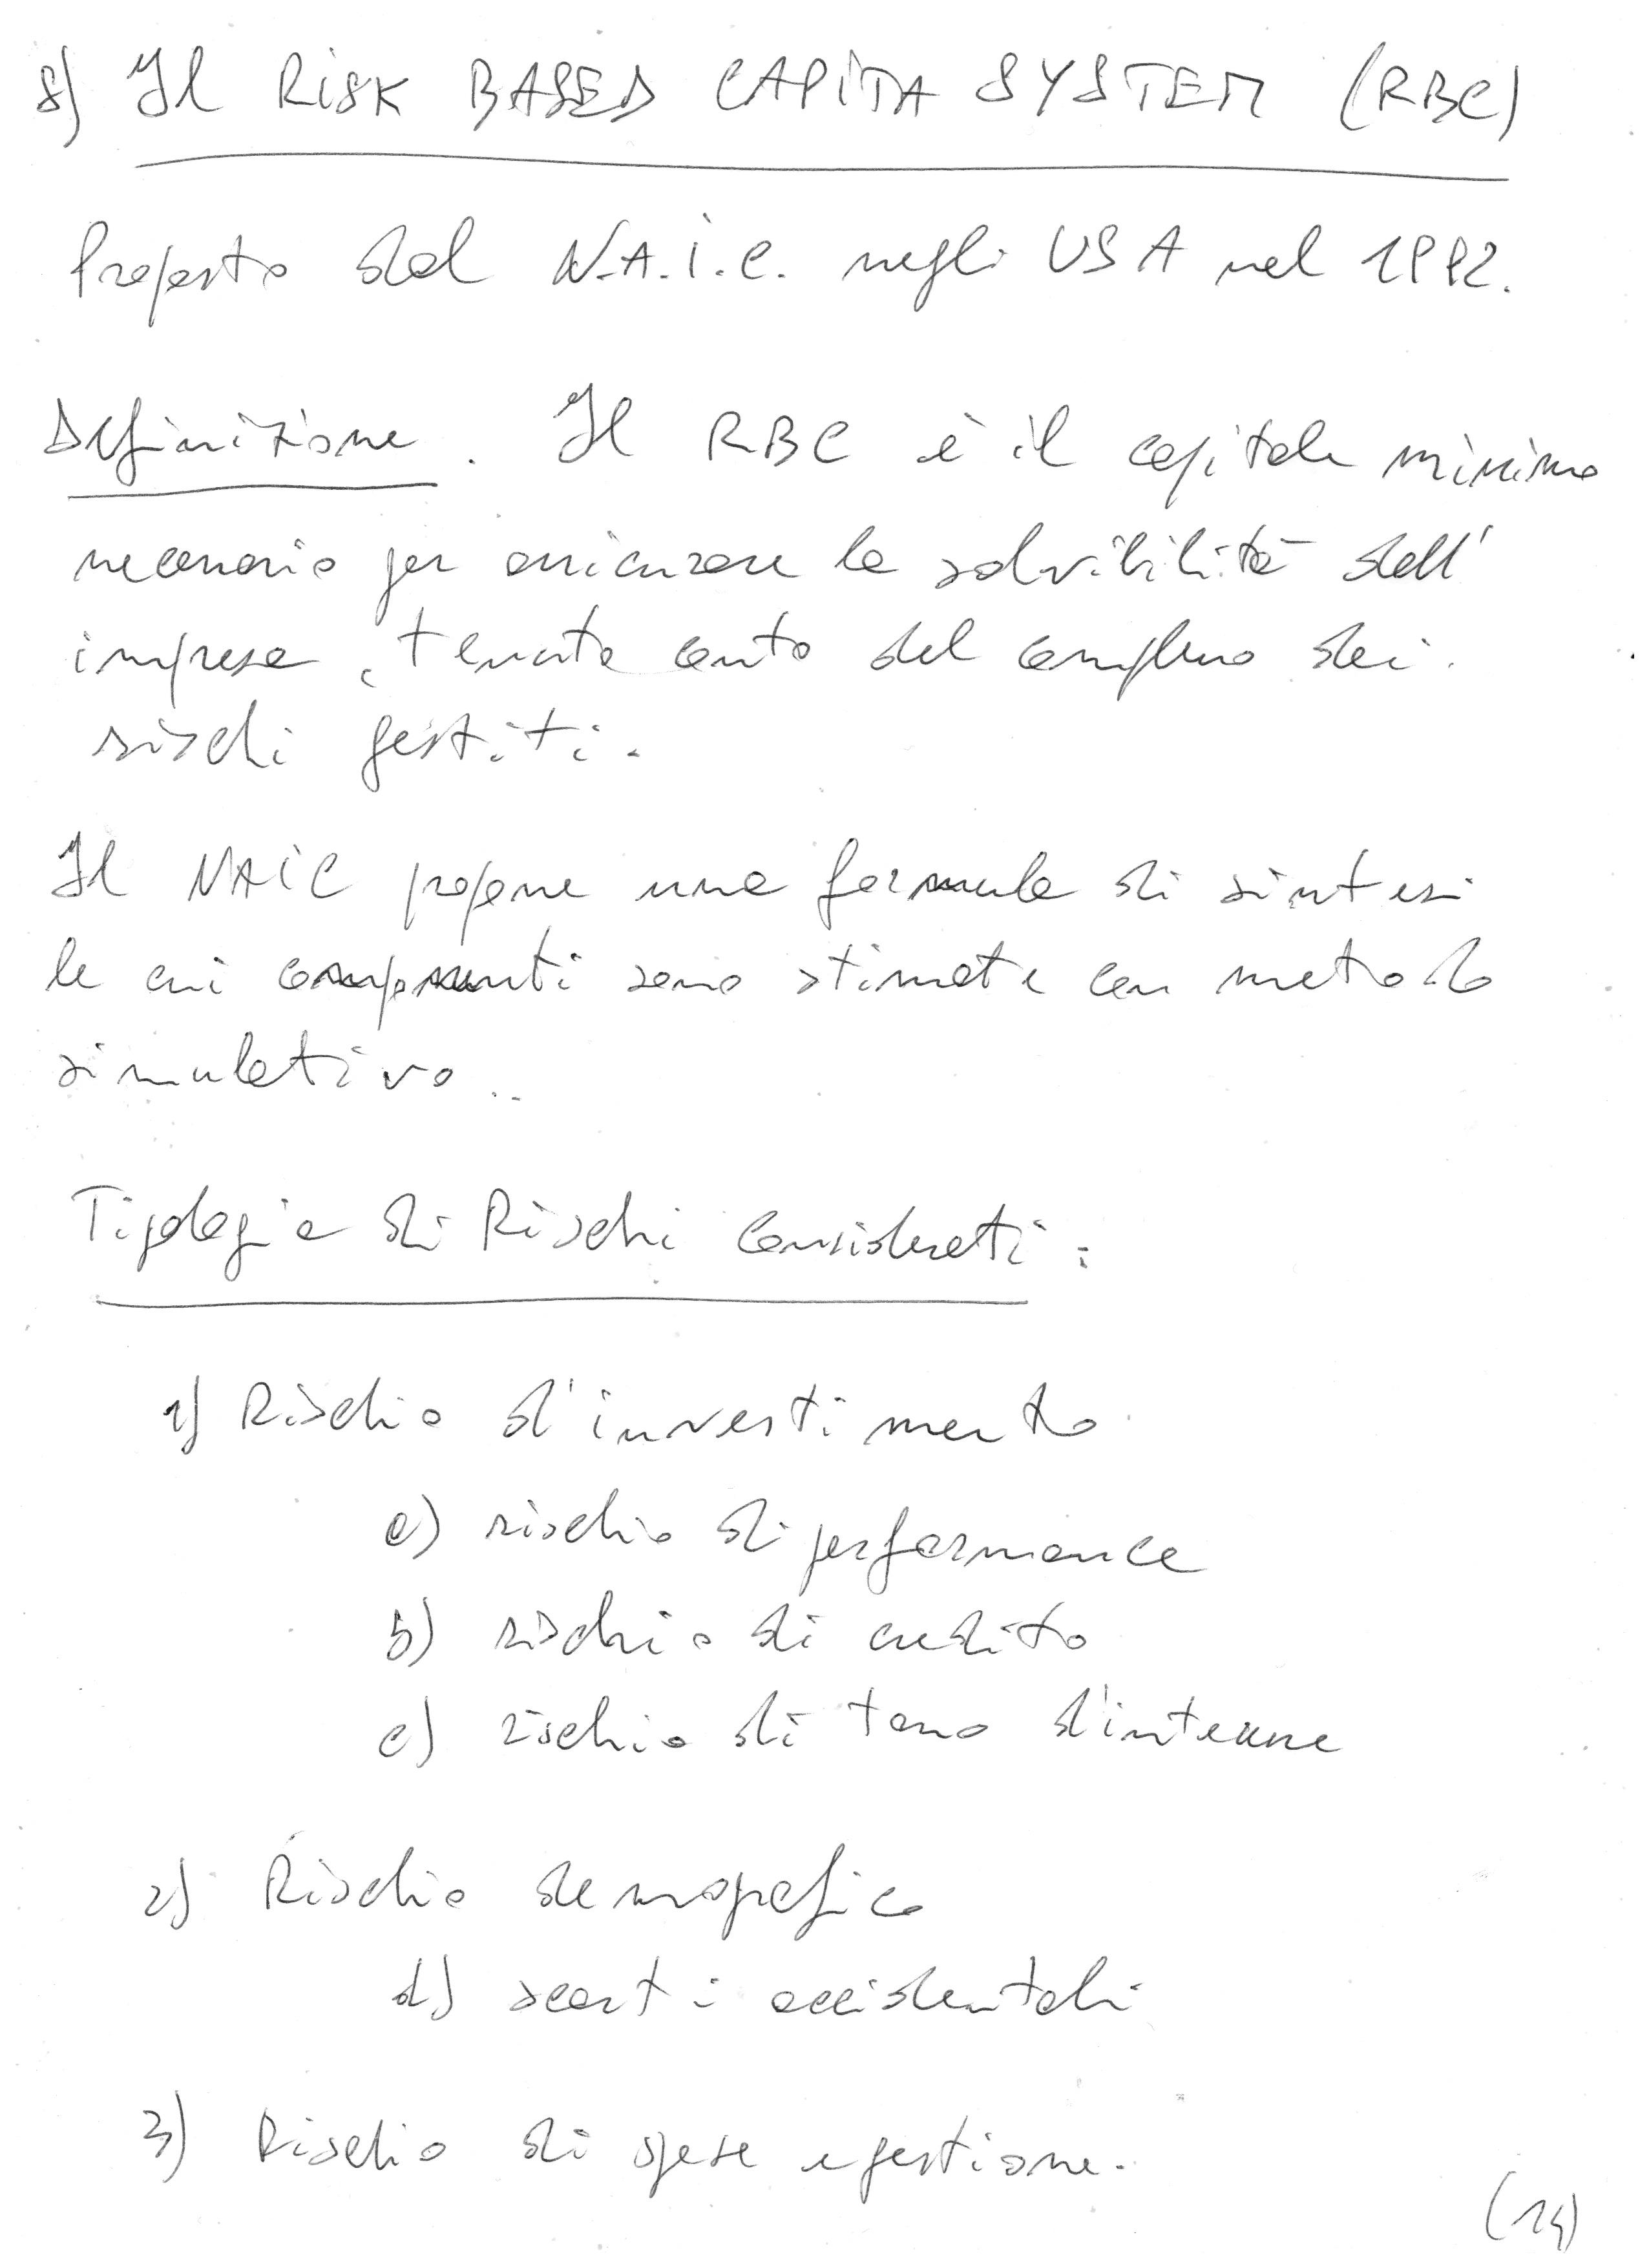 8) Il RISK BASED CAPITA SYSTEM (RBC)
Proposto dal N.A.I.C. negli USA nel 1992.
Definizione. Il RBC è il capitale minimo
necessario per assicurare la solvibilità dell'
impresa, tenuto conto del complesso dei
rischi gestiti.
Il NAIC propone una formula di sintesi
le cui componenti sono stimate con metodo
simulativo.
Tipologie di Rischi Considerati:
1) Rischio d'investimento
a) rischio di performance
b) rischio di credito
c) rischio di tasso d'interesse
2) Rischio demografico
d) scarti accidentali
3) Rischio di spese e gestione.
(14)